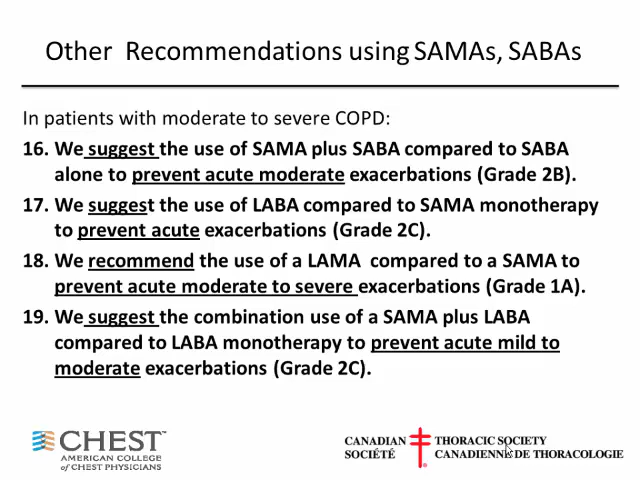 Other Recommendations using SAMAs, SABAs
In patients with moderate to severe COPD:
16. We suggest the use of SAMA plus SABA compared to SABA
alone to prevent acute moderate exacerbations (Grade 2B).
17. We suggest the use of LABA compared to SAMA monotherapy
to prevent acute exacerbations (Grade 2C).
18. We recommend the use of a LAMA compared to a SAMA to
prevent acute moderate to severe exacerbations (Grade 1A).
19. We suggest the combination use of a SAMA plus LABA
compared to LABA monotherapy to prevent acute mild to
moderate exacerbations (Grade 2C).
CHEST™
AMERICAN COLLEGE
of CHEST PHYSICIANS
CANADIAN THORACIC SOCIETY
SOCIÉTÉ CANADIENNE DE THORACOLOGIE